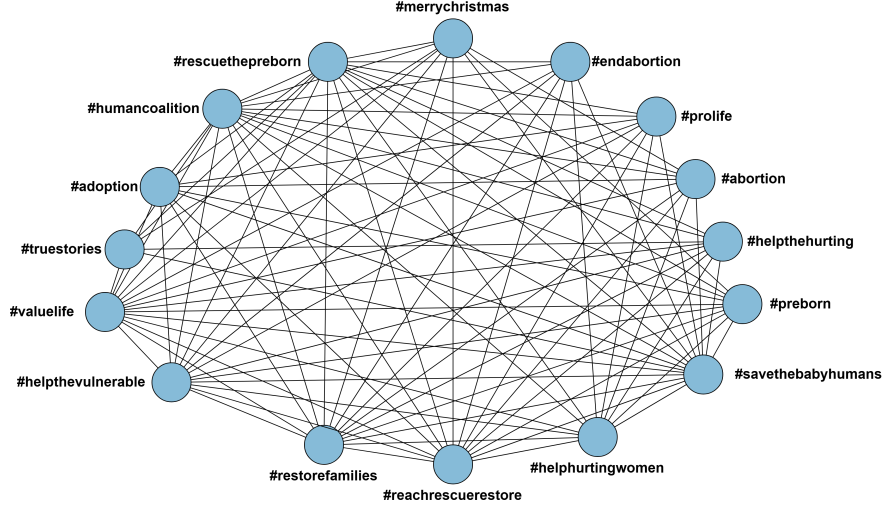 #merrychristmas
#rescuethepreborn
#endabortion
#humancoalition
#prolife
#adoption
#abortion
#truestories
#helpthehurting
#valuelife
#preborn
#helpthevulnerable
#savethebabyhumans
#restorefamilies
#helphurtingwomen
#reachrescuerestore